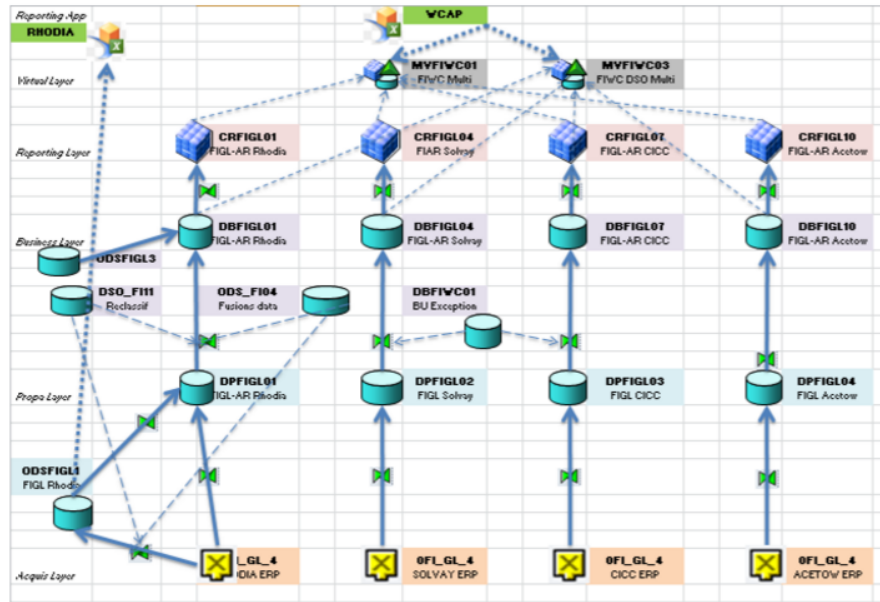 Reporting App
RHODIA
WCAP
Virtual Layer
MVFIWC01
FIWC Multi
MVFIWC03
FIWC DSO Multi
Reporting Layer
CRFIGL01
FIGL-AR Rhodia
CRFIGL04
FIAR Solvay
CRFIGL07
FIGL-AR CICC
CRFIGL10
FIGL-AR Acetow
Business Layer
DBFIGL01
FIGL-AR Rhodia
DBFIGL04
FIGL-AR Solvay
DBFIGL07
FIGL-AR CICC
DBFIGL10
FIGL-AR Acetow
ODSFIGL3
DSO_FI11
Reclassif
ODS_FI04
Fusions data
DBFIWC01
BU Exception
Propa Layer
DPFIGL01
FIGL-AR Rhodia
DPFIGL02
FIGL Solvay
DPFIGL03
FIGL CICC
DPFIGL04
FIGL Acetow
ODSFIGL1
FIGL Rhodia
Acquis Layer
I_GL_4
DIA ERP
0FI_GL_4
SOLVAY ERP
0FI_GL_4
CICC ERP
0FI_GL_4
ACETOW ERP